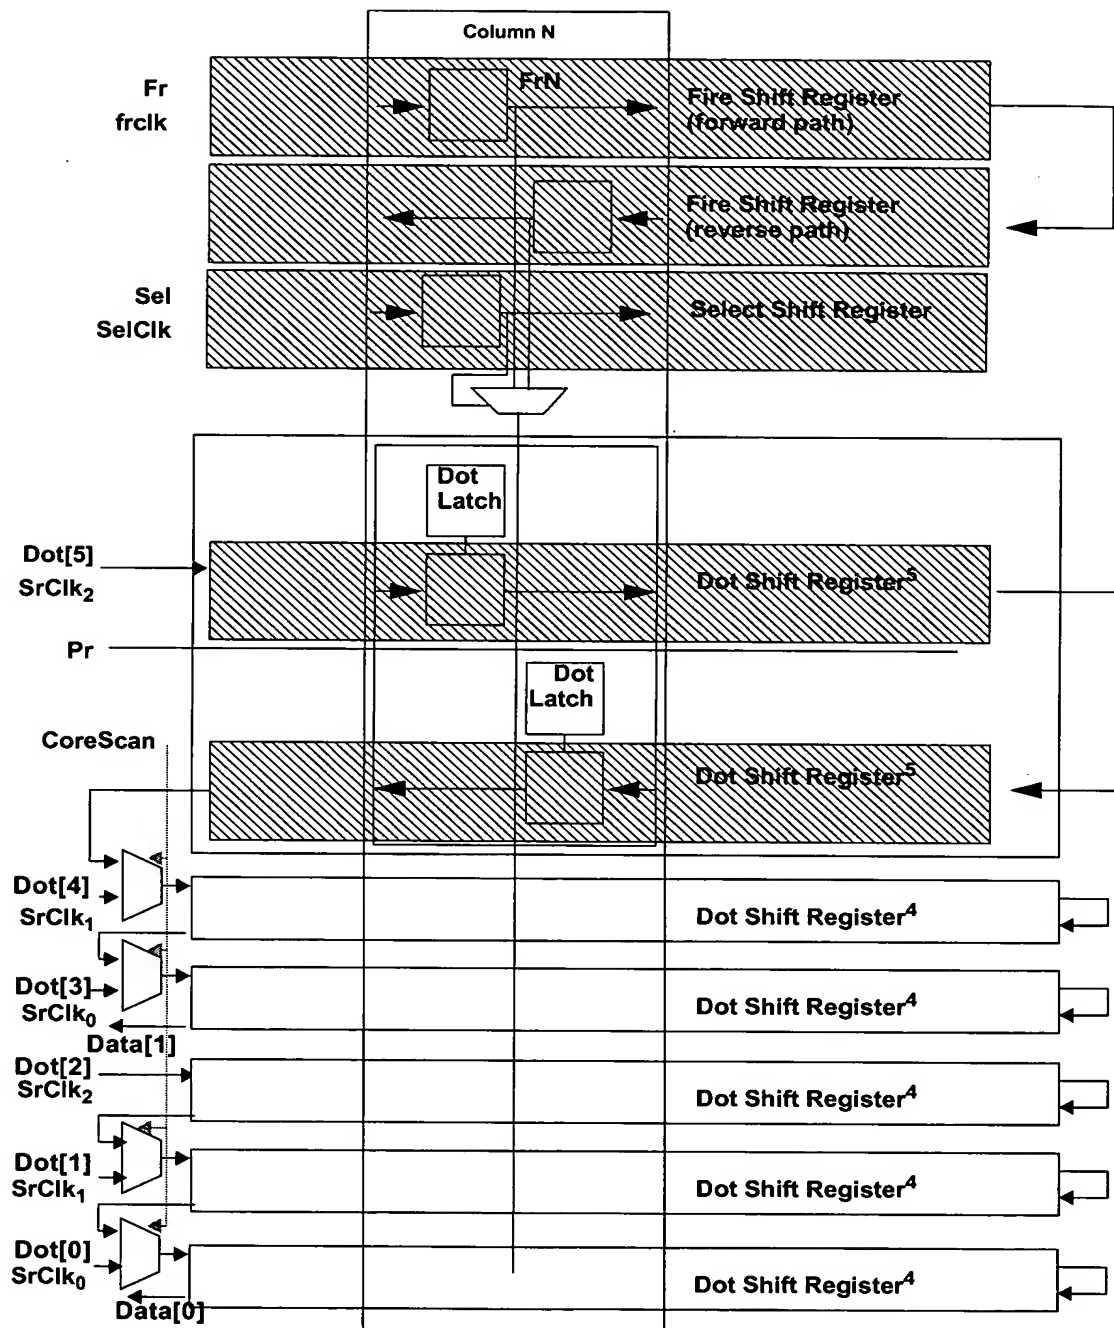 Column N
Fr
frclk
FrN
Fire Shift Register
(forward path)
Fire Shift Register
(reverse path)
Sel
SelClk
Select Shift Register
Dot
Latch
Dot[5]
SrClk₂
Dot Shift Register⁵
Pr
Dot
Latch
CoreScan
Dot Shift Register⁵
Dot[4]
SrClk₁
Dot Shift Register⁴
Dot[3]
SrClk₀
Dot Shift Register⁴
Data[1]
Dot[2]
SrClk₂
Dot Shift Register⁴
Dot[1]
SrClk₁
Dot Shift Register⁴
Dot[0]
SrClk₀
Dot Shift Register⁴
Data[0]